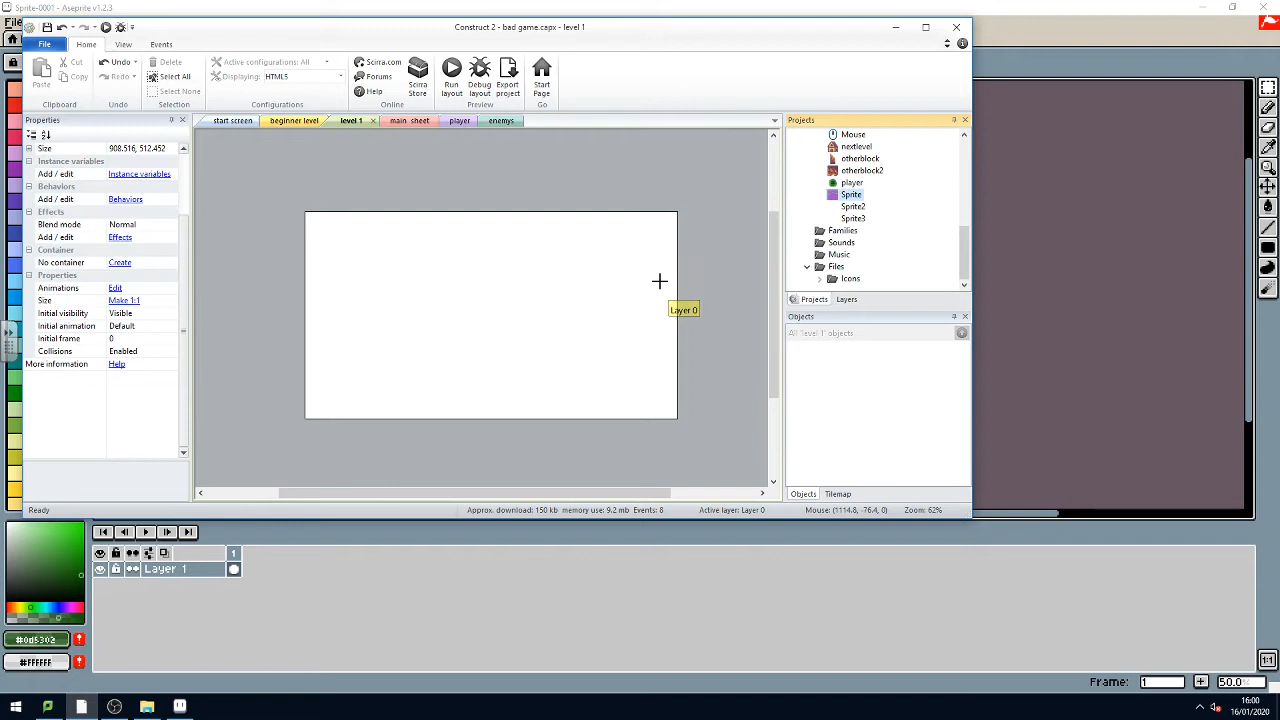 Sprite-0001 - Aseprite v1.2.3
File
Construct 2 - bad game.capx - level 1
File Home View Events
Paste Cut Copy Clipboard
Undo Redo Undo
Delete Select All Select None Selection
Active configurations: All
Displaying: HTML5
Configurations
Scirra.com Forums Help Scirra Store Online
Run layout Debug layout Export project Preview
Start Page Go
Properties
Size 908.516, 512.452
Instance variables
Add / edit Instance variables
Behaviors
Add / edit Behaviors
Effects
Blend mode Normal
Add / edit Effects
Container
No container Create
Properties
Animations Edit
Size Make 1:1
Initial visibility Visible
Initial animation Default
Initial frame 0
Collisions Enabled
More information Help
start screen beginner level level 1 main sheet player enemys
Layer 0
Projects
Mouse
nextlevel
otherblock
otherblock2
player
Sprite
Sprite2
Sprite3
Families
Sounds
Music
Files
Icons
Projects Layers
Objects
All 'level 1' objects
Objects Tilemap
Ready Approx. download: 150 kb memory use: 9.2 mb Events: 8 Active layer: Layer 0 Mouse: (1114.8, -76.4, 0) Zoom: 62%
1
Layer 1
#0d5302
#FFFFFF
1:1
Frame: 1 + 50.0%
16:00
16/01/2020